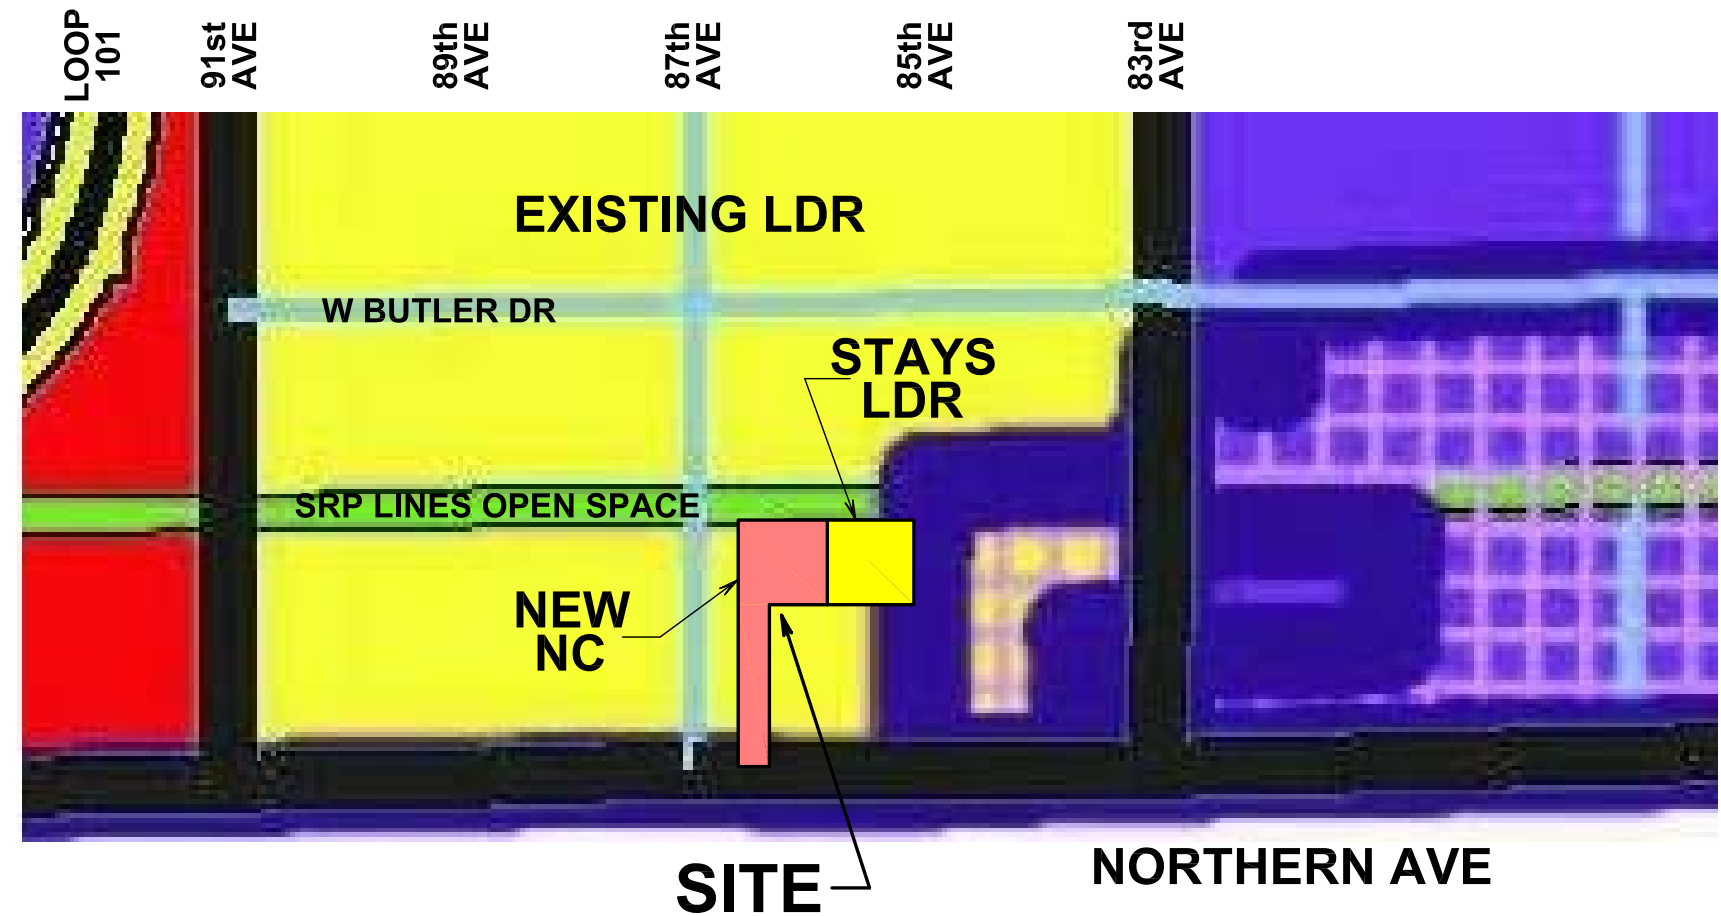 LOOP
101
91st
AVE
89th
AVE
87th
AVE
85th
AVE
83rd
AVE
EXISTING LDR
W BUTLER DR
STAYS
LDR
SRP LINES OPEN SPACE
NEW
NC
SITE
NORTHERN AVE